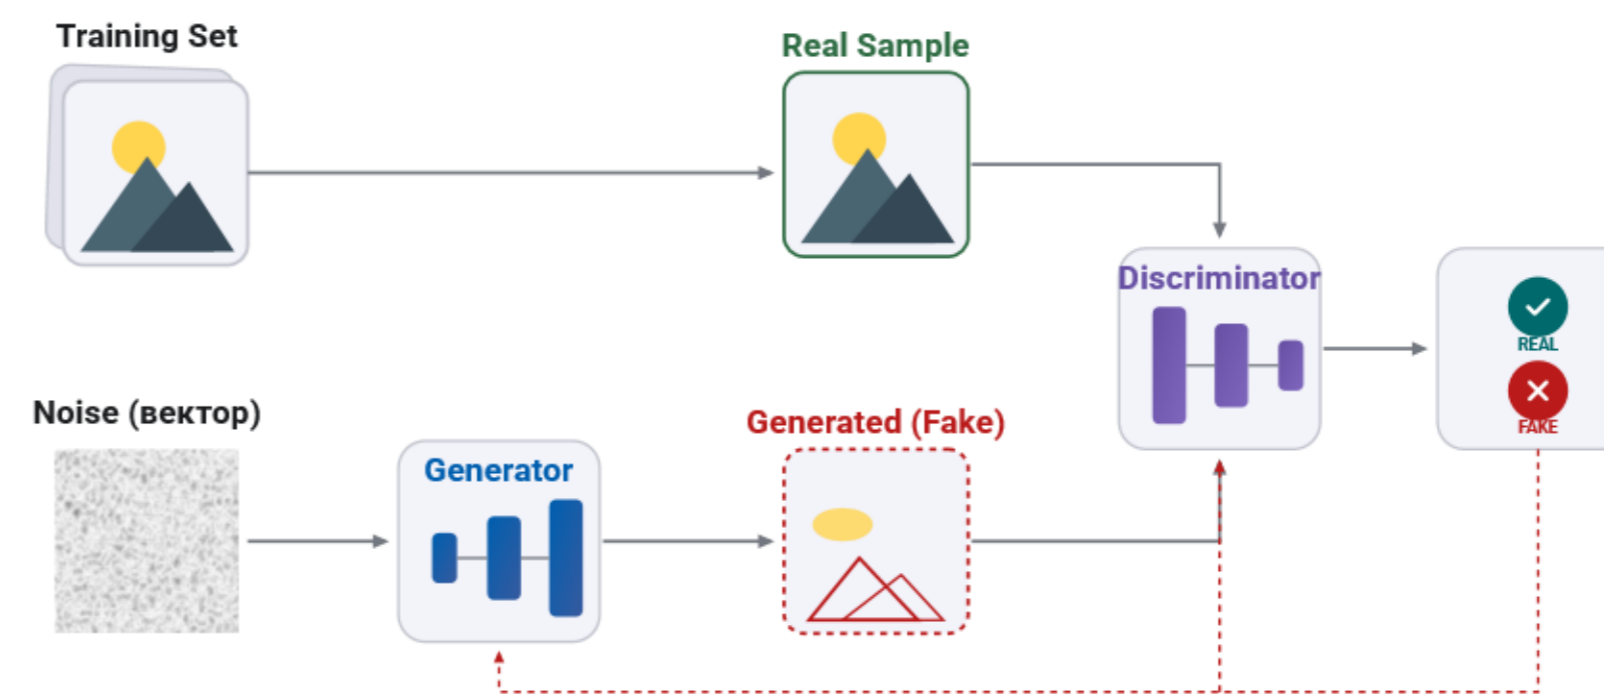 Training Set
Real Sample
Discriminator
REAL
FAKE
Noise (вектор)
Generator
Generated (Fake)